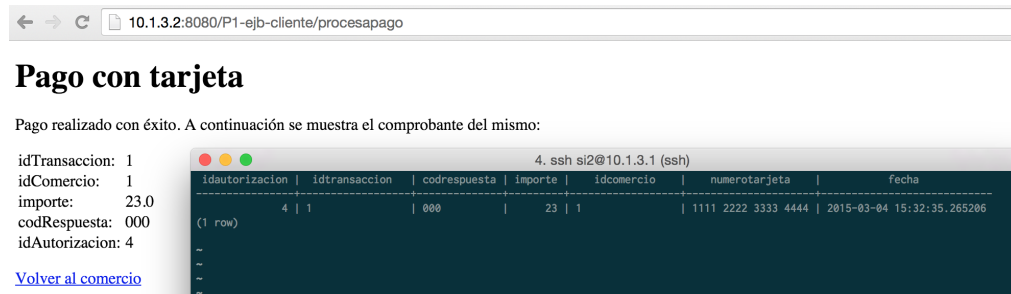 10.1.3.2:8080/P1-ejb-cliente/procesapago
Pago con tarjeta
Pago realizado con éxito. A continuación se muestra el comprobante del mismo:
idTransaccion: 1
idComercio: 1
importe: 23.0
codRespuesta: 000
idAutorizacion: 4
Volver al comercio
4. ssh si2@10.1.3.1 (ssh)
idautorizacion | idtransaccion | codrespuesta | importe | idcomercio | numerotarjeta | fecha
----------------+------------------+--------------+---------+------------------+---------------------+----------------------------
4 | 1 | 000 | 23 | 1 | 1111 2222 3333 4444 | 2015-03-04 15:32:35.265206
(1 row)
~
~
~
~